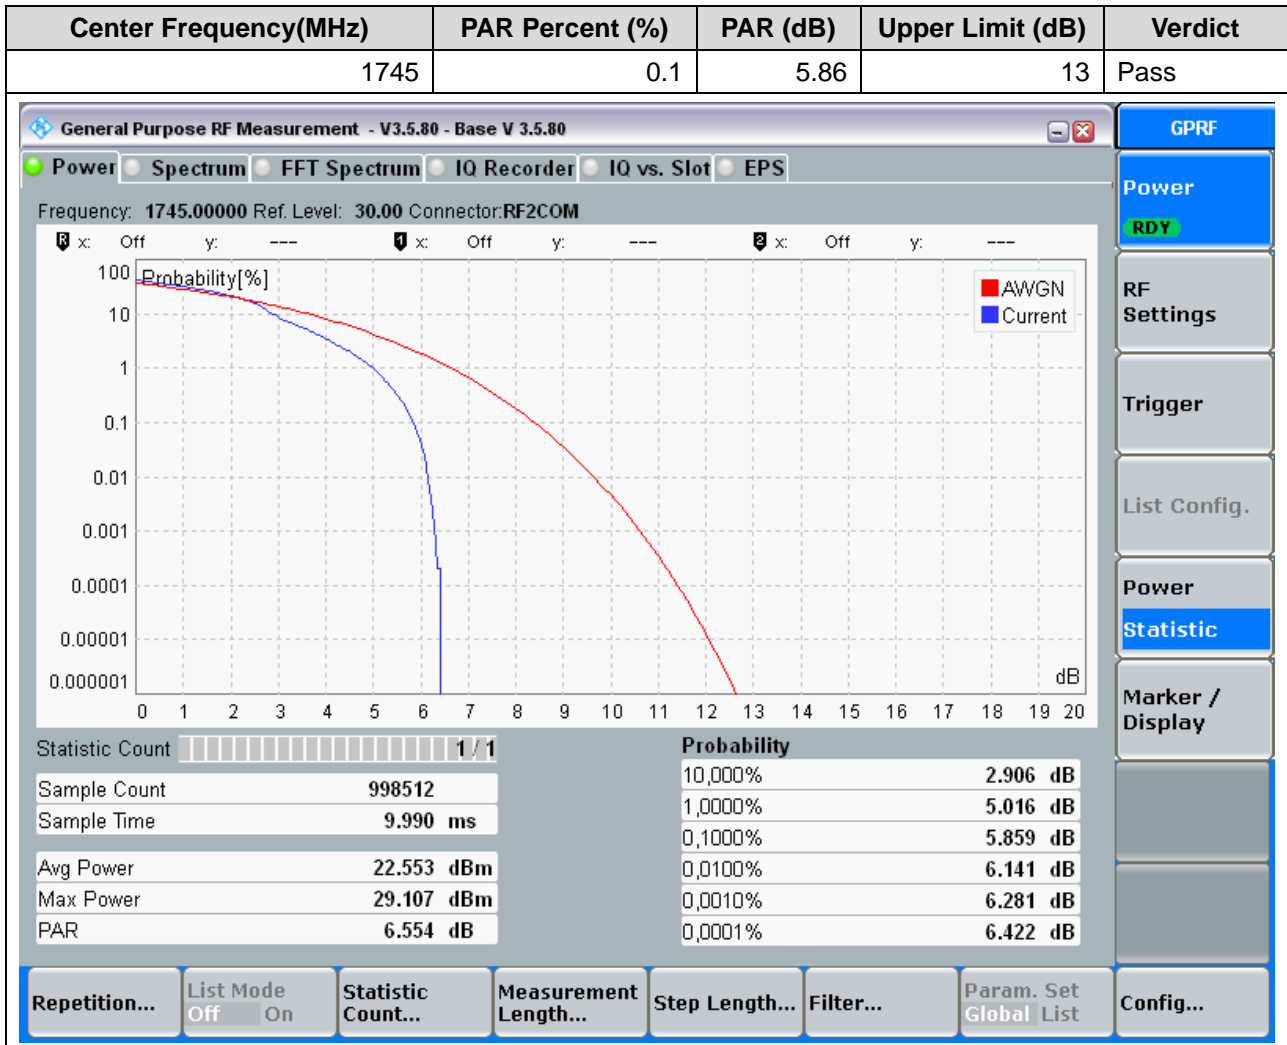 Center Frequency(MHz) PAR Percent (%) PAR (dB) Upper Limit (dB) Verdict
1745 0.1 5.86 13 Pass
General Purpose RF Measurement - V3.5.80 - Base V 3.5.80
GPRF
Power Spectrum FFT Spectrum IQ Recorder IQ vs. Slot EPS
Frequency: 1745.00000 Ref. Level: 30.00 Connector:RF2COM
R x: Off y: --- 1 x: Off y: --- 2 x: Off y: ---
Probability[%]
AWGN
Current
100
10
1
0.1
0.01
0.001
0.0001
0.00001
0.000001
dB
0 1 2 3 4 5 6 7 8 9 10 11 12 13 14 15 16 17 18 19 20
Statistic Count 1 / 1
Sample Count 998512
Sample Time 9.990 ms
Avg Power 22.553 dBm
Max Power 29.107 dBm
PAR 6.554 dB
Probability
10,000% 2.906 dB
1,0000% 5.016 dB
0,1000% 5.859 dB
0,0100% 6.141 dB
0,0010% 6.281 dB
0,0001% 6.422 dB
Power
RDY
RF
Settings
Trigger
List Config.
Power
Statistic
Marker /
Display
Repetition...
List Mode
Off On
Statistic
Count...
Measurement
Length...
Step Length...
Filter...
Param. Set
Global List
Config...